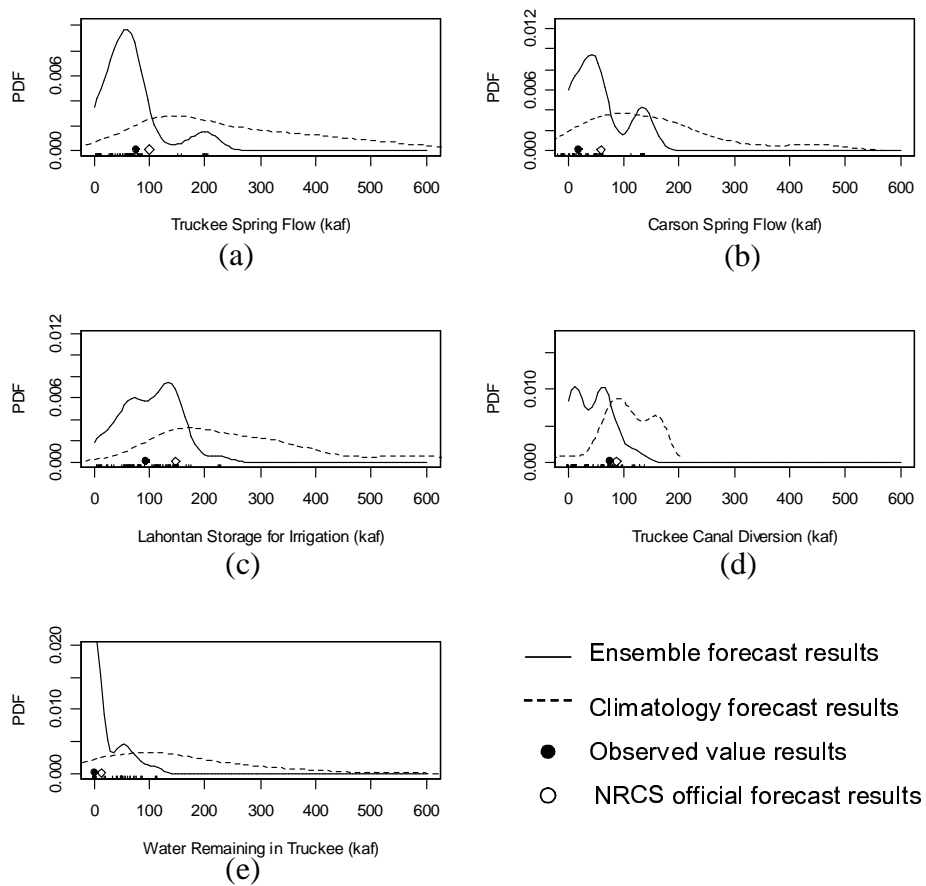 PDF
0.000 0.006
0 100 200 300 400 500 600
Truckee Spring Flow (kaf)
(a)
PDF
0.000 0.006 0.012
0 100 200 300 400 500 600
Carson Spring Flow (kaf)
(b)
PDF
0.000 0.006 0.012
0 100 200 300 400 500 600
Lahontan Storage for Irrigation (kaf)
(c)
PDF
0.000 0.010
0 100 200 300 400 500 600
Truckee Canal Diversion (kaf)
(d)
PDF
0.000 0.010 0.020
0 100 200 300 400 500 600
Water Remaining in Truckee (kaf)
(e)
Ensemble forecast results
Climatology forecast results
Observed value results
NRCS official forecast results